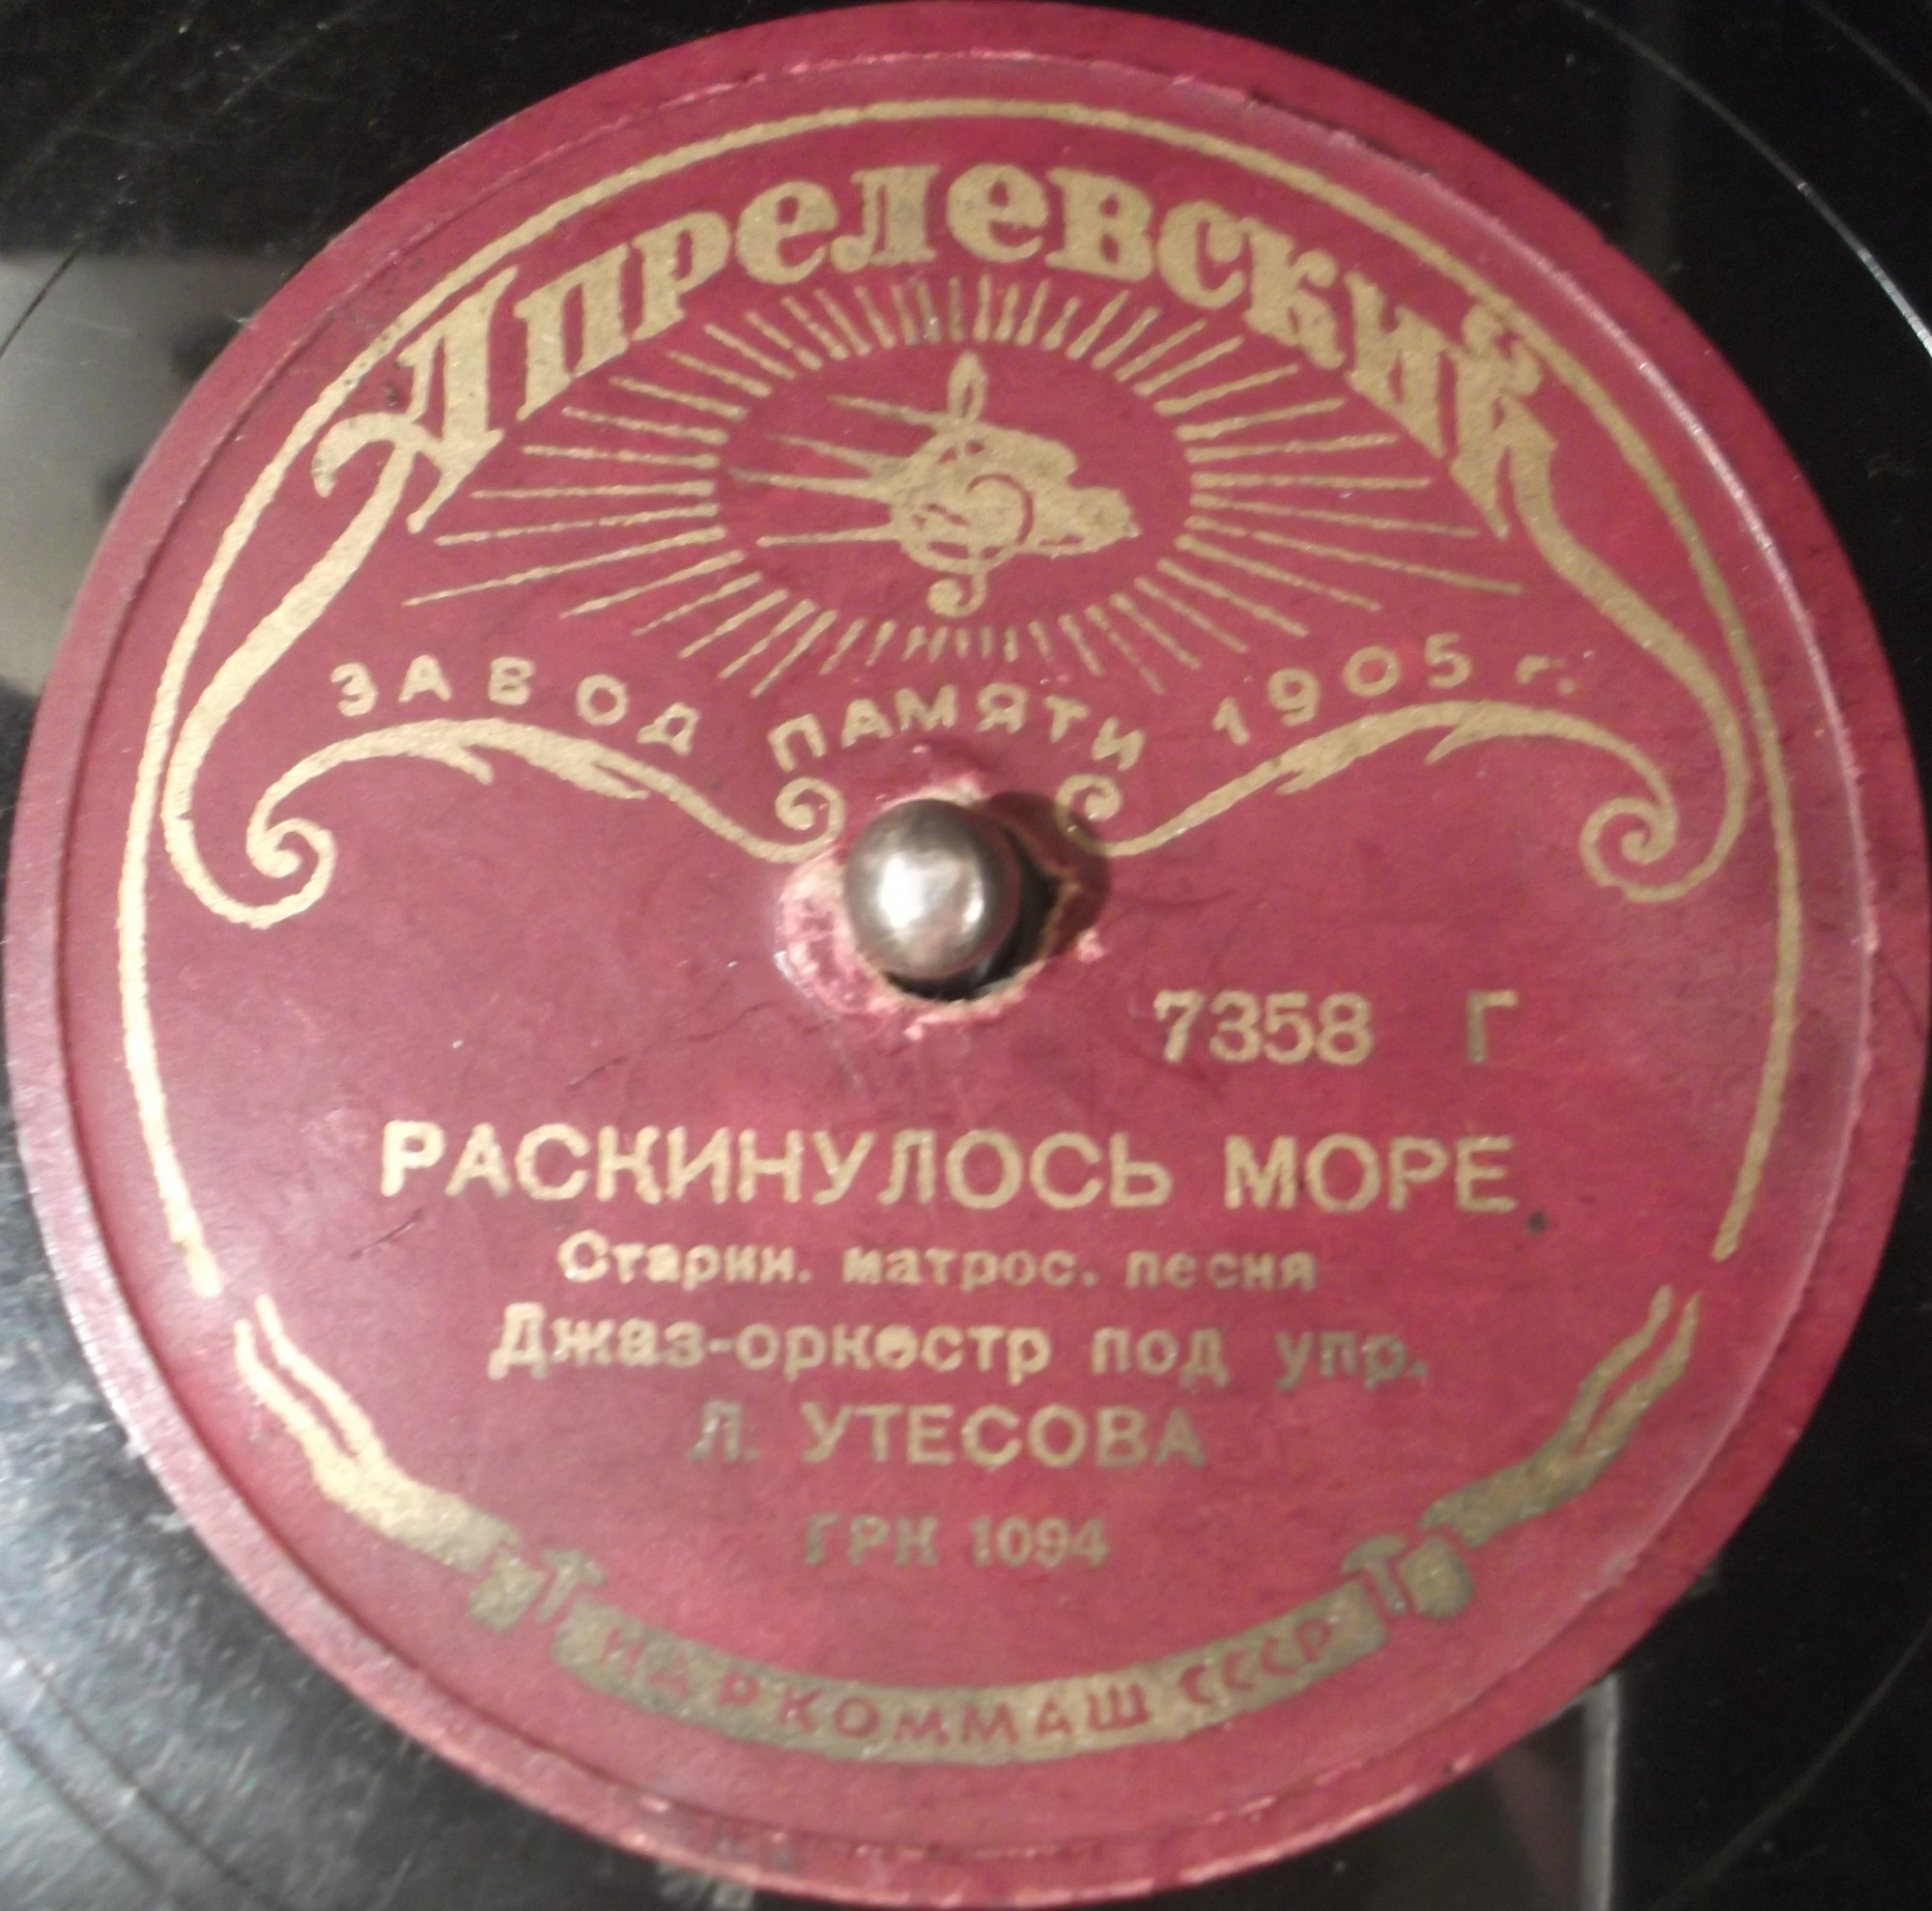 Апрелевский
ЗАВОД ПАМЯТИ 1905 г.
7358 Г
РАСКИНУЛОСЬ МОРЕ
Старин. матрос. песня
Джаз-оркестр под упр.
Л. УТЕСОВА
ГРК 1094
НАРКОММАШ СССР